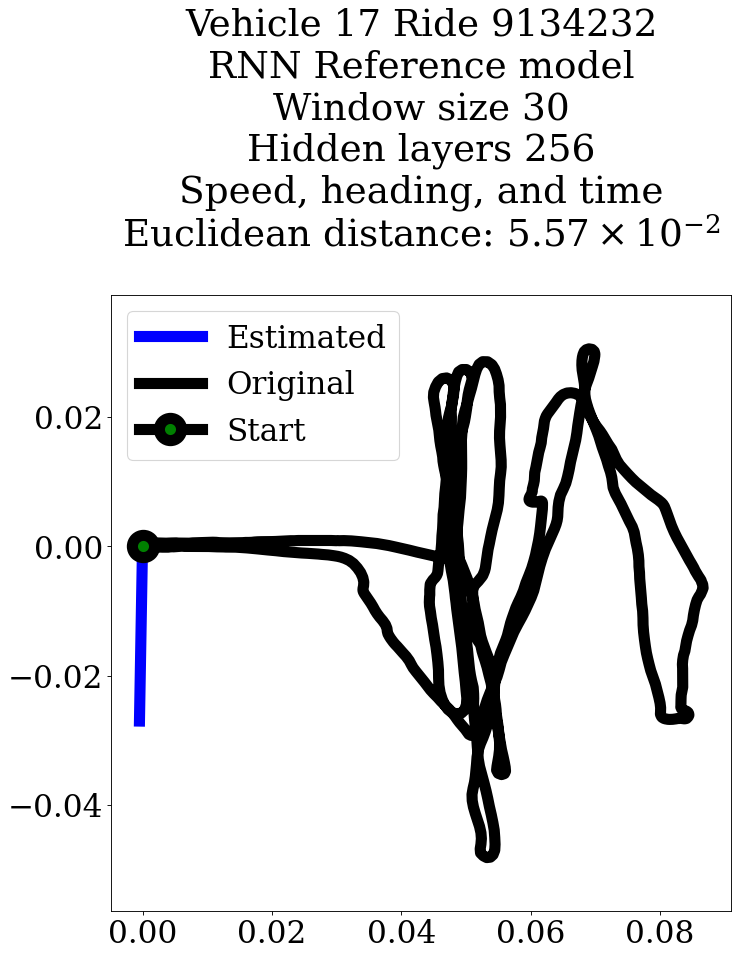 Vehicle 17 Ride 9134232
RNN Reference model
Window size 30
Hidden layers 256
Speed, heading, and time
Euclidean distance: 5.57 × 10⁻²
Estimated
Original
Start
0.02
0.00
−0.02
−0.04
0.00 0.02 0.04 0.06 0.08